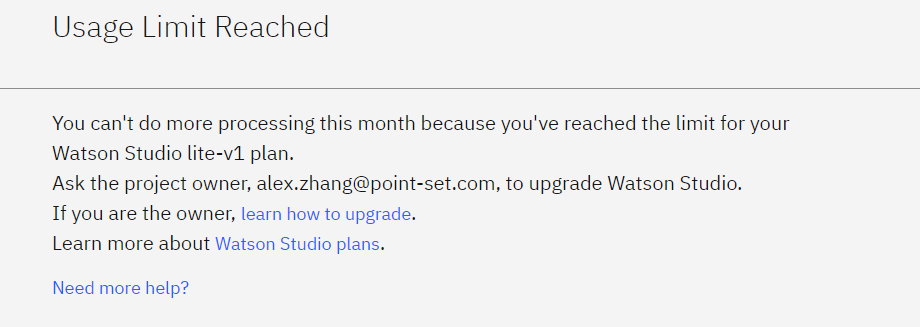 Usage Limit Reached
You can't do more processing this month because you've reached the limit for your
Watson Studio lite-v1 plan.
Ask the project owner, alex.zhang@point-set.com, to upgrade Watson Studio.
If you are the owner, learn how to upgrade.
Learn more about Watson Studio plans.
Need more help?